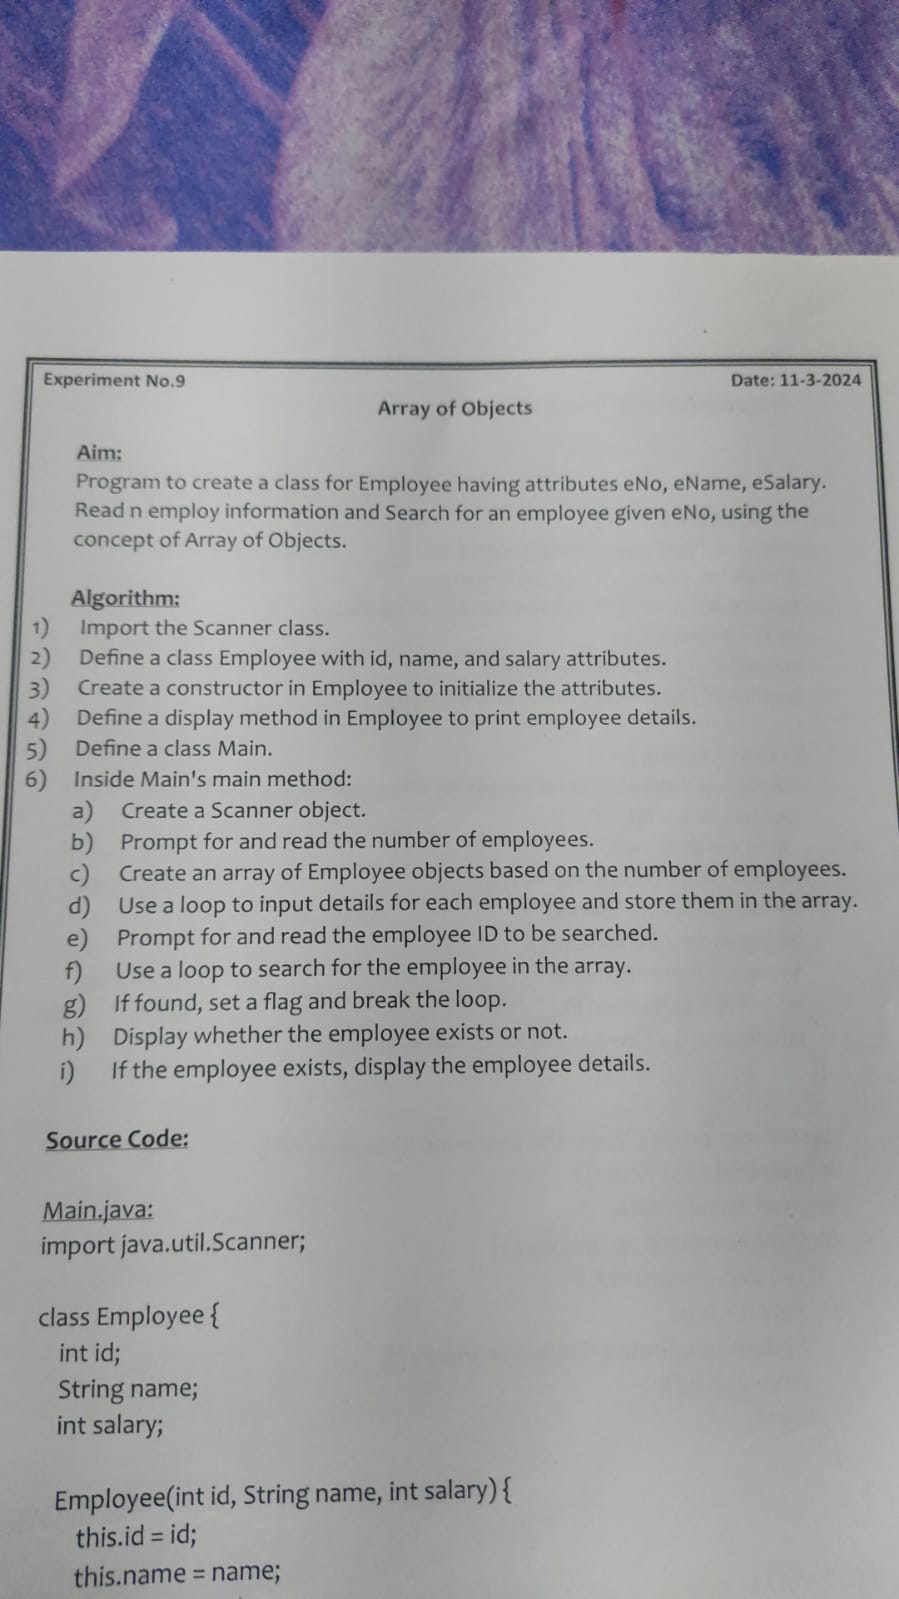 Experiment No.9
Date: 11-3-2024
Array of Objects
Aim:
Program to create a class for Employee having attributes eNo, eName, eSalary.
Read n employ information and Search for an employee given eNo, using the
concept of Array of Objects.
Algorithm:
1) Import the Scanner class.
2) Define a class Employee with id, name, and salary attributes.
3) Create a constructor in Employee to initialize the attributes.
4) Define a display method in Employee to print employee details.
5) Define a class Main.
6) Inside Main's main method:
a) Create a Scanner object.
b) Prompt for and read the number of employees.
c) Create an array of Employee objects based on the number of employees.
d) Use a loop to input details for each employee and store them in the array.
e) Prompt for and read the employee ID to be searched.
f) Use a loop to search for the employee in the array.
g) If found, set a flag and break the loop.
h) Display whether the employee exists or not.
i) If the employee exists, display the employee details.
Source Code:
Main.java:
import java.util.Scanner;
class Employee {
int id;
String name;
int salary;
Employee(int id, String name, int salary) {
this.id = id;
this.name = name;